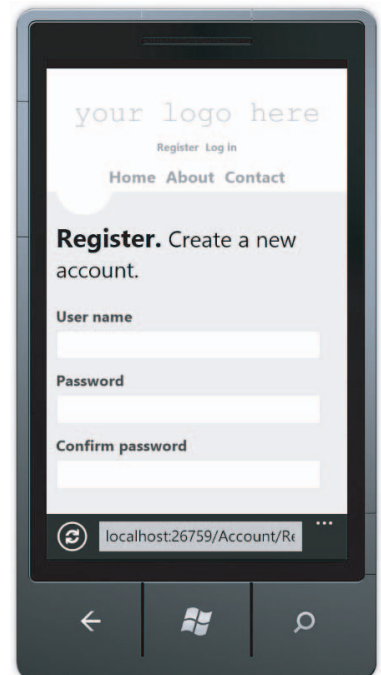 your logo here
Register Log in
Home About Contact
Register. Create a new
account.
User name
Password
Confirm password
localhost:26759/Account/Re